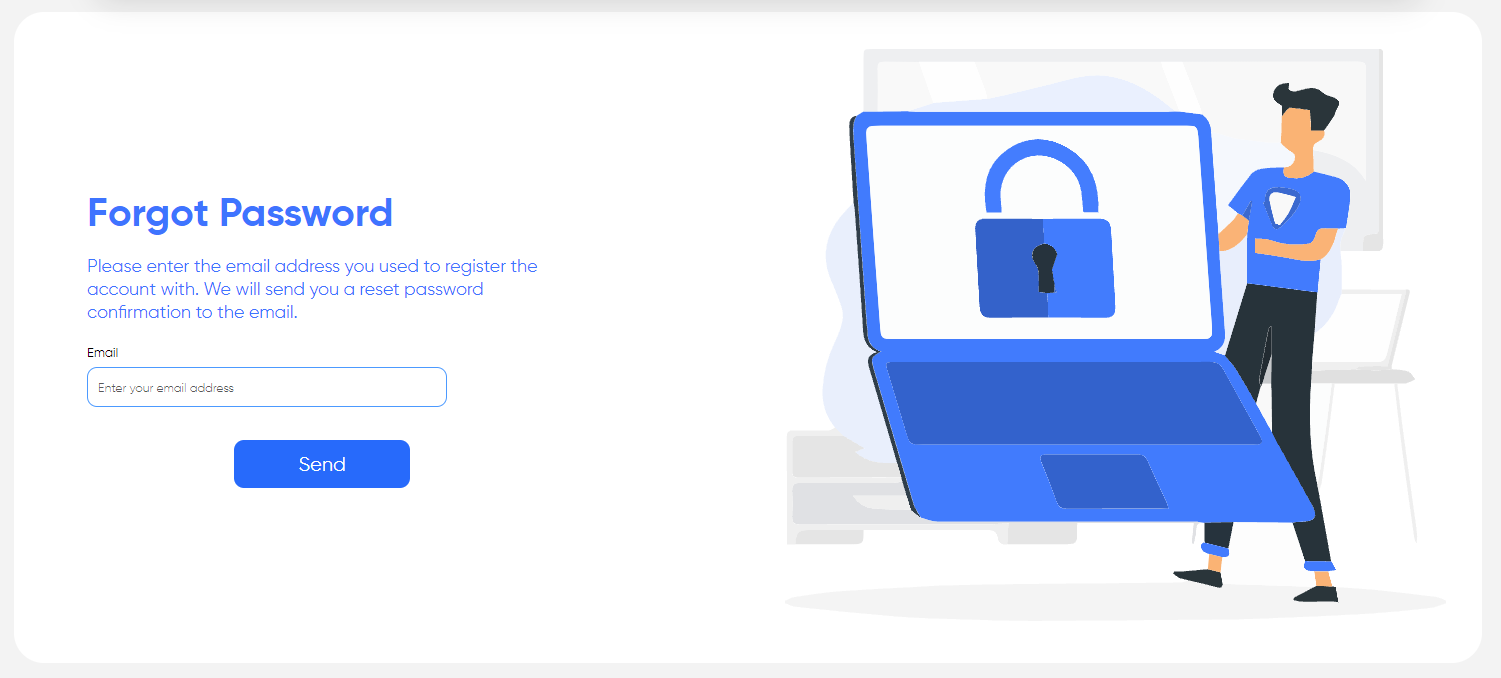 Forgot Password
Please enter the email address you used to register the
account with. We will send you a reset password
confirmation to the email.
Email
Enter your email address
Send